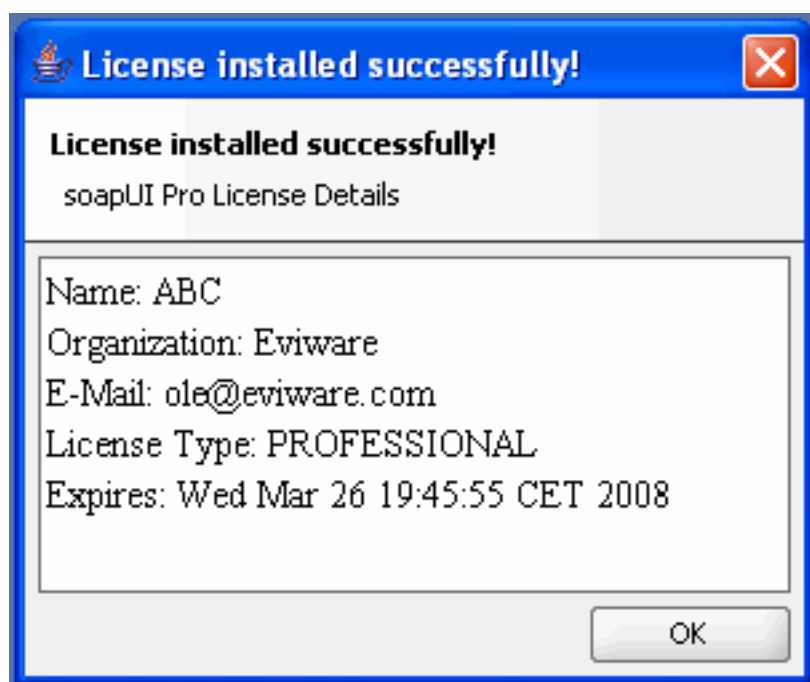 License installed successfully!
License installed successfully!
soapUI Pro License Details
Name: ABC
Organization: Eviware
E-Mail: ole@eviware.com
License Type: PROFESSIONAL
Expires: Wed Mar 26 19:45:55 CET 2008
OK